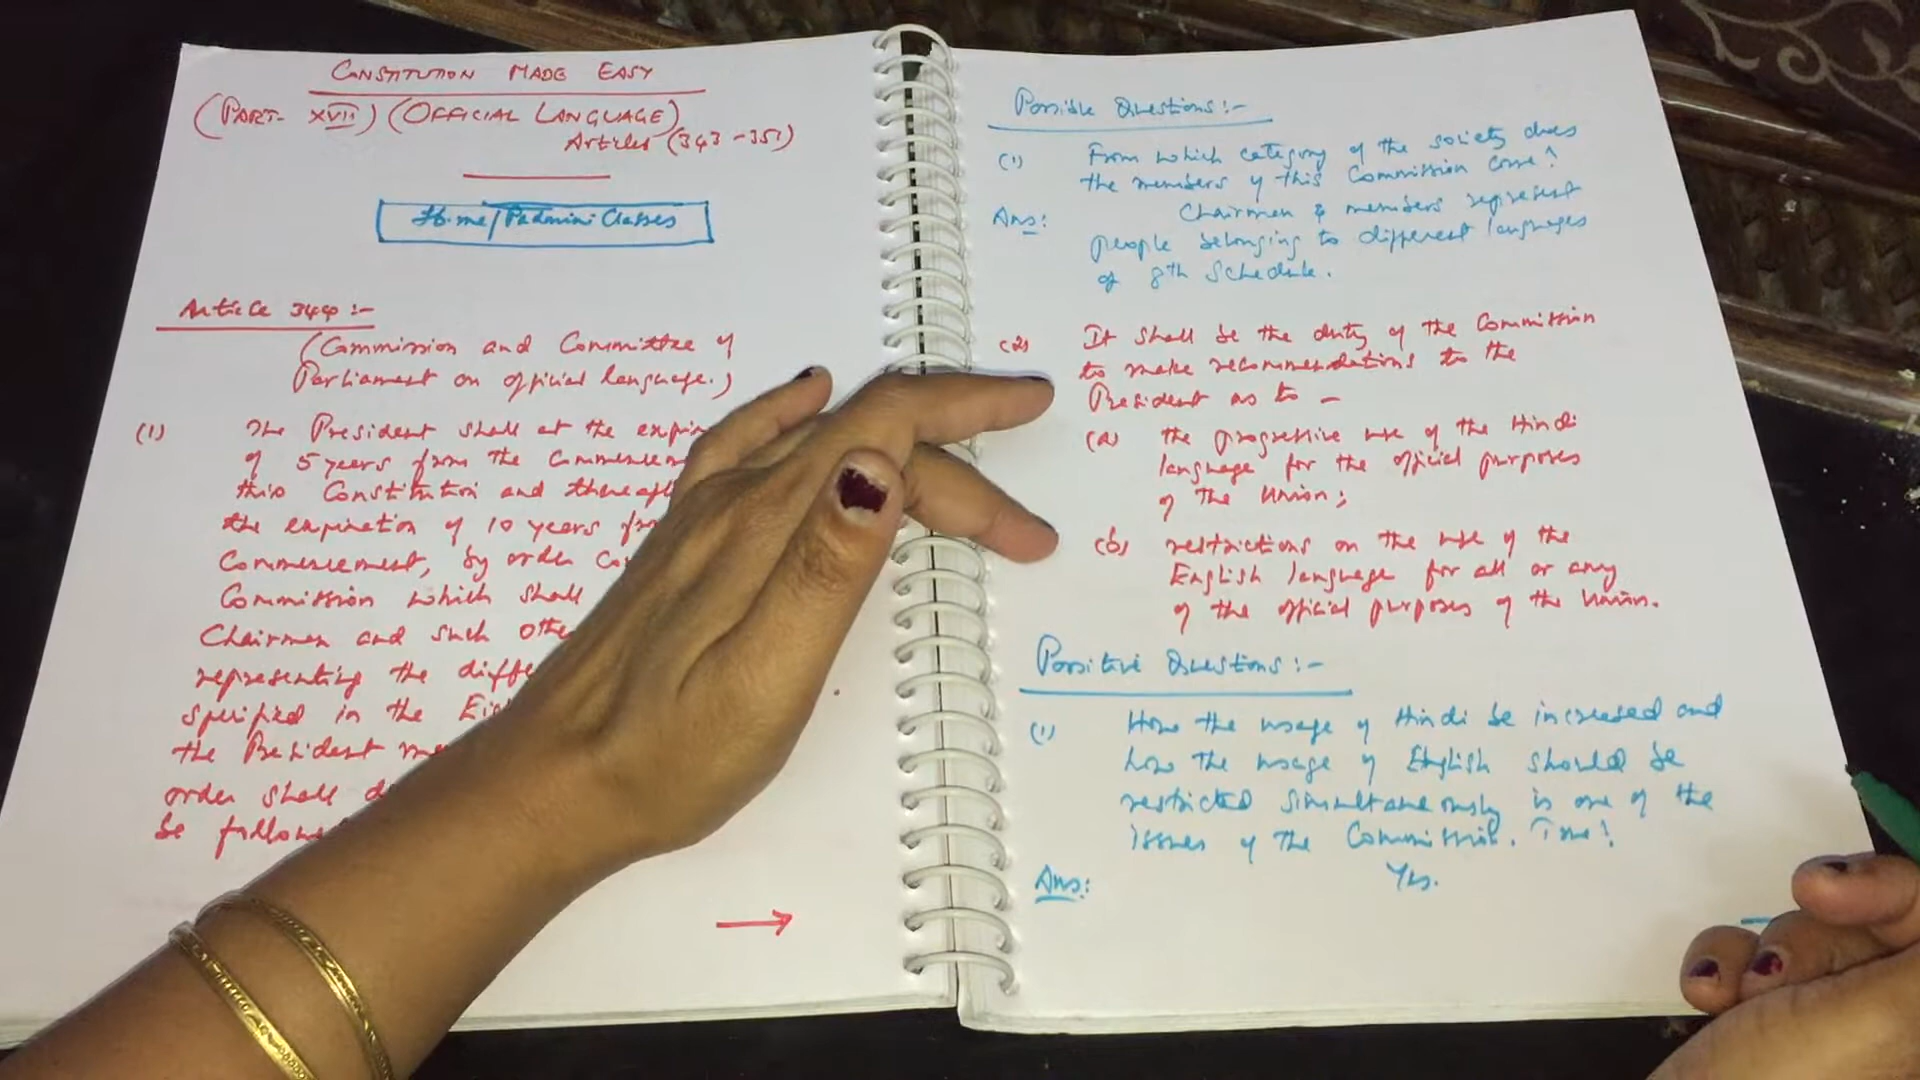 CONSTITUTION MADE EASY
(PART- XVII) (OFFICIAL LANGUAGE)
Articles (343-351)
Home/Padmini Classes
Article 344:-
(Commission and Committee of
Parliament on official language.)
(1) The President shall at the
of 5 years from the
this Constitution and
the expiration of 10 years
Commencement, by order
Commission which shall
Chairman and such
representing the
specified in the
the President
order shall
be
Possible Questions:-
(1) From which category of the society does
the members of this Commission come?
Ans: Chairman & members represent
people belonging to different languages
of 8th Schedule.
(2) It shall be the duty of the Commission
to make recommendations to the
President as to -
(a) the progressive use of the Hindi
language for the official purposes
of the Union;
(b) restrictions on the use of the
English language for all or any
of the official purposes of the Union.
Possible Questions:-
(1) How the usage of Hindi be increased and
how the usage of English should be
restricted simultaneously is one of the
issues of the Commission. True?
Ans: Yes.